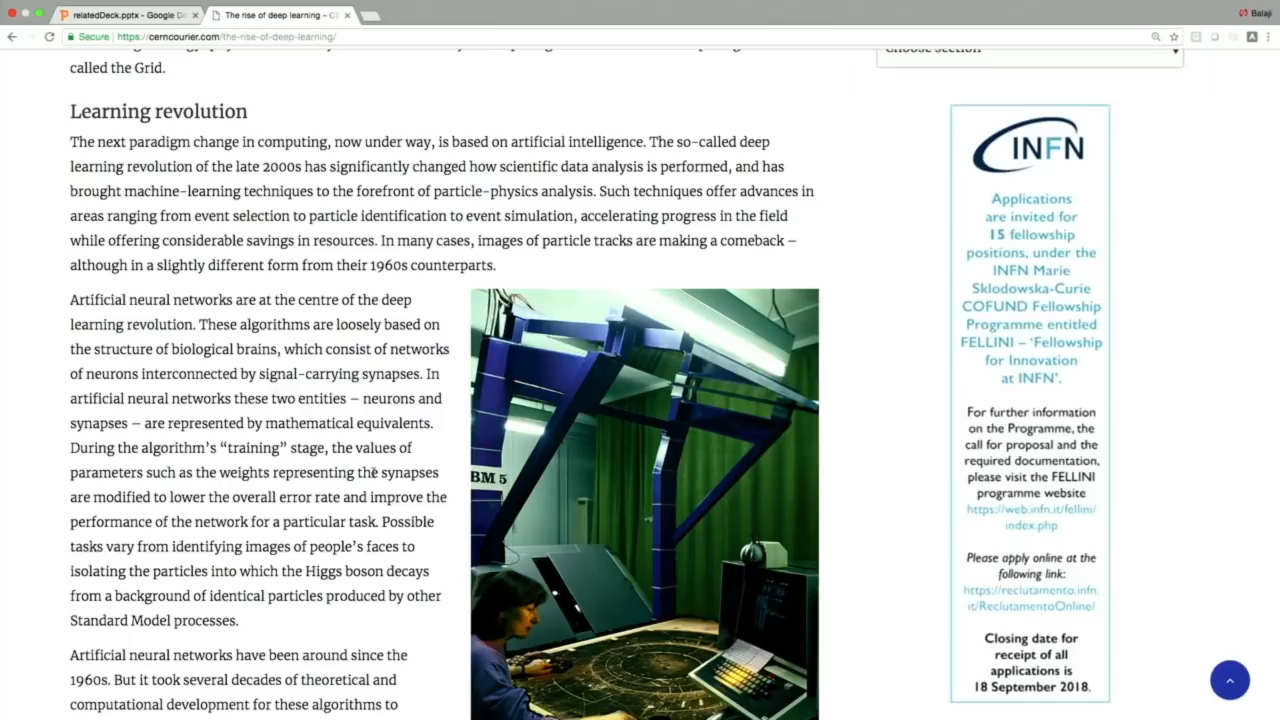 relatedDeck.pptx - Google D
The rise of deep learning – C
Balaji
Secure
https://cerncourier.com/the-rise-of-deep-learning/
called the Grid.
Choose section
Learning revolution
The next paradigm change in computing, now under way, is based on artificial intelligence. The so-called deep
learning revolution of the late 2000s has significantly changed how scientific data analysis is performed, and has
brought machine-learning techniques to the forefront of particle-physics analysis. Such techniques offer advances in
areas ranging from event selection to particle identification to event simulation, accelerating progress in the field
while offering considerable savings in resources. In many cases, images of particle tracks are making a comeback –
although in a slightly different form from their 1960s counterparts.
Artificial neural networks are at the centre of the deep
learning revolution. These algorithms are loosely based on
the structure of biological brains, which consist of networks
of neurons interconnected by signal-carrying synapses. In
artificial neural networks these two entities – neurons and
synapses – are represented by mathematical equivalents.
During the algorithm's “training” stage, the values of
parameters such as the weights representing the synapses
are modified to lower the overall error rate and improve the
performance of the network for a particular task. Possible
tasks vary from identifying images of people's faces to
isolating the particles into which the Higgs boson decays
from a background of identical particles produced by other
Standard Model processes.
Artificial neural networks have been around since the
1960s. But it took several decades of theoretical and
computational development for these algorithms to
BM 5
INFN
Applications
are invited for
15 fellowship
positions, under the
INFN Marie
Sklodowska-Curie
COFUND Fellowship
Programme entitled
FELLINI – ‘Fellowship
for Innovation
at INFN’.
For further information
on the Programme, the
call for proposal and the
required documentation,
please visit the FELLINI
programme website
https://web.infn.it/fellini/
index.php
Please apply online at the
following link:
https://reclutamento.infn.
it/ReclutamentoOnline/
Closing date for
receipt of all
applications is
18 September 2018.